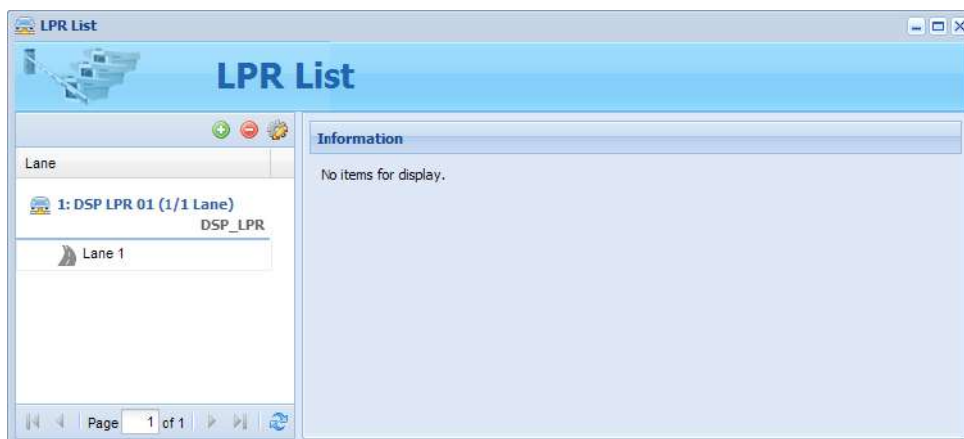 LPR List
LPR List
Information
Lane
No items for display.
1: DSP LPR 01 (1/1 Lane)
DSP_LPR
Lane 1
Page 1 of 1